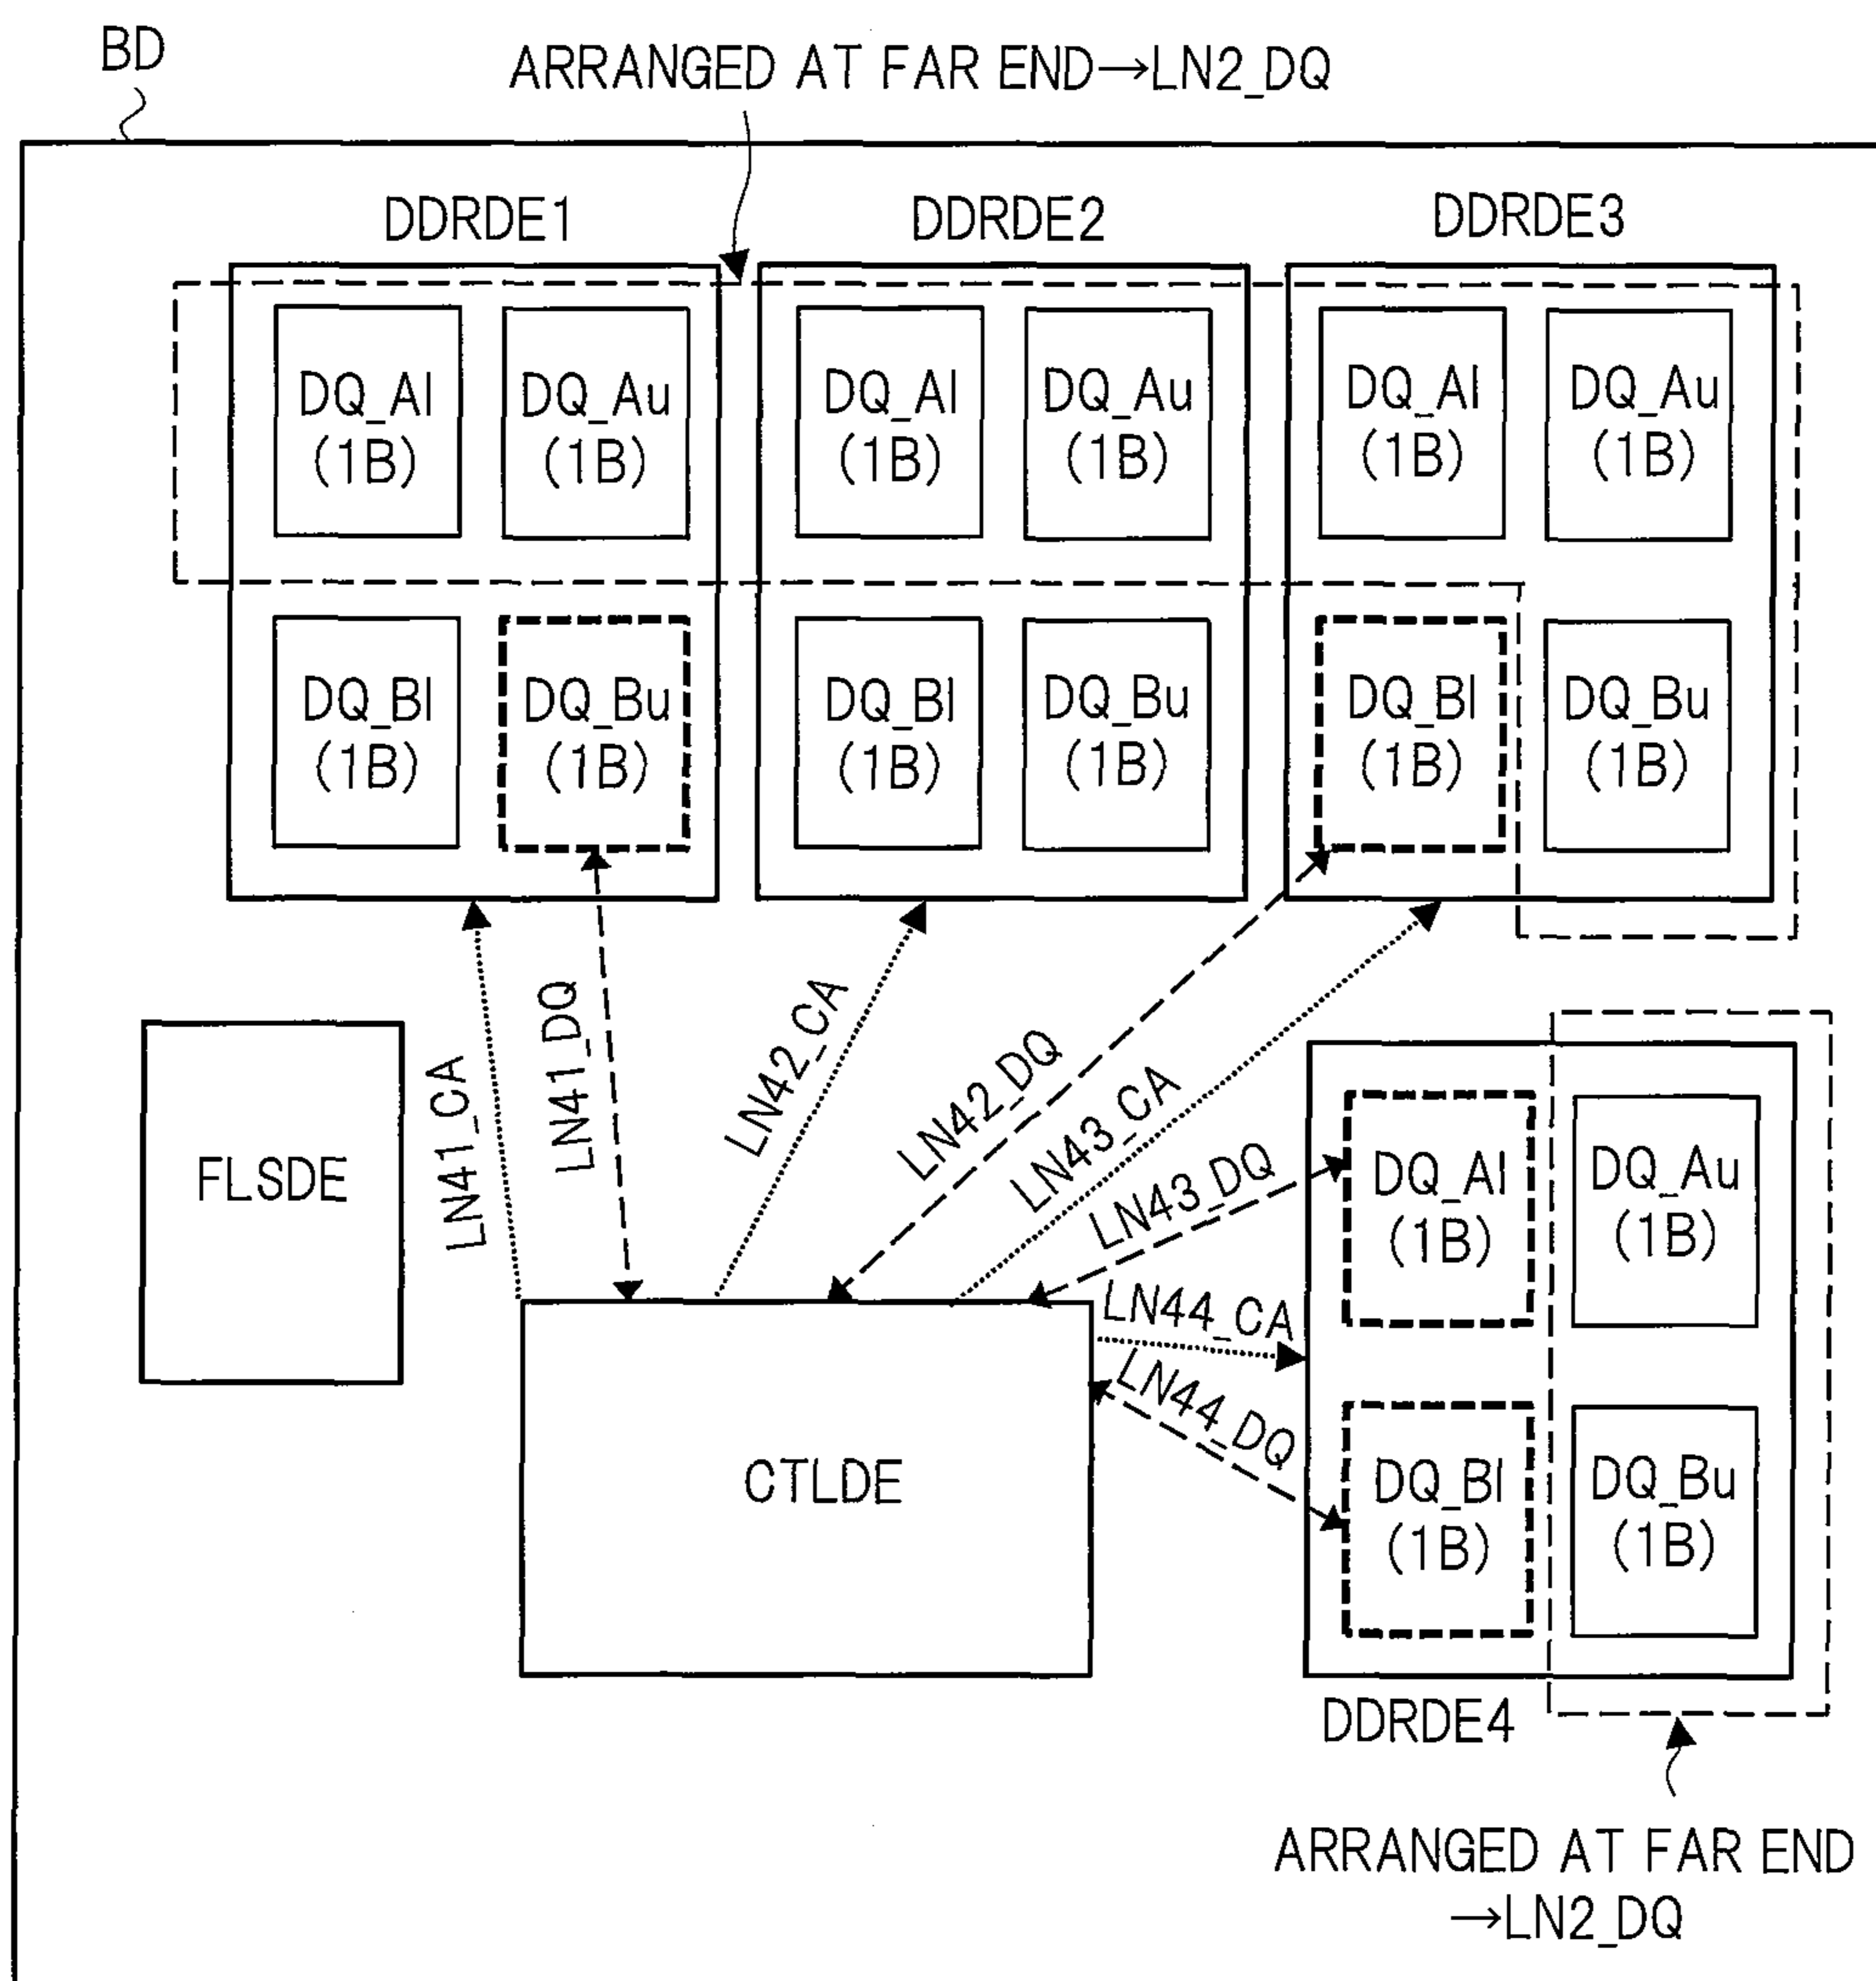 BD
ARRANGED AT FAR END→LN2_DQ
DDRDE1
DDRDE2
DDRDE3
DQ_Al
(1B)
DQ_Au
(1B)
DQ_Al
(1B)
DQ_Au
(1B)
DQ_Al
(1B)
DQ_Au
(1B)
DQ_Bl
(1B)
DQ_Bu
(1B)
DQ_Bl
(1B)
DQ_Bu
(1B)
DQ_Bl
(1B)
DQ_Bu
(1B)
LN41_CA
LN41_DQ
LN42_CA
LN42_DQ
LN43_CA
LN43_DQ
LN44_CA
LN44_DQ
FLSDE
CTLDE
DQ_Al
(1B)
DQ_Au
(1B)
DQ_Bl
(1B)
DQ_Bu
(1B)
DDRDE4
ARRANGED AT FAR END
→LN2_DQ